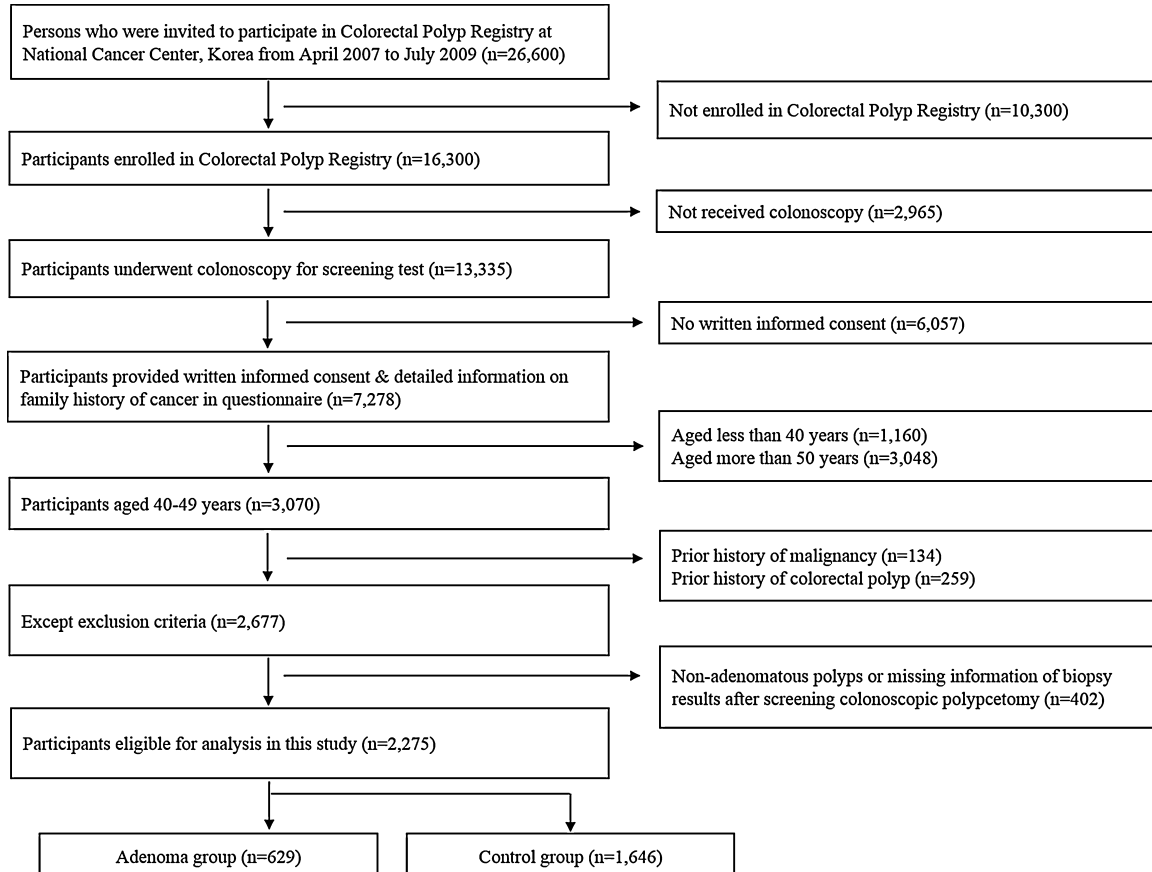 Persons who were invited to participate in Colorectal Polyp Registry at
National Cancer Center, Korea from April 2007 to July 2009 (n=26,600)
Not enrolled in Colorectal Polyp Registry (n=10,300)
Participants enrolled in Colorectal Polyp Registry (n=16,300)
Not received colonoscopy (n=2,965)
Participants underwent colonoscopy for screening test (n=13,335)
No written informed consent (n=6,057)
Participants provided written informed consent & detailed information on
family history of cancer in questionnaire (n=7,278)
Aged less than 40 years (n=1,160)
Aged more than 50 years (n=3,048)
Participants aged 40-49 years (n=3,070)
Prior history of malignancy (n=134)
Prior history of colorectal polyp (n=259)
Except exclusion criteria (n=2,677)
Non-adenomatous polyps or missing information of biopsy
results after screening colonoscopic polypcetomy (n=402)
Participants eligible for analysis in this study (n=2,275)
Adenoma group (n=629)
Control group (n=1,646)